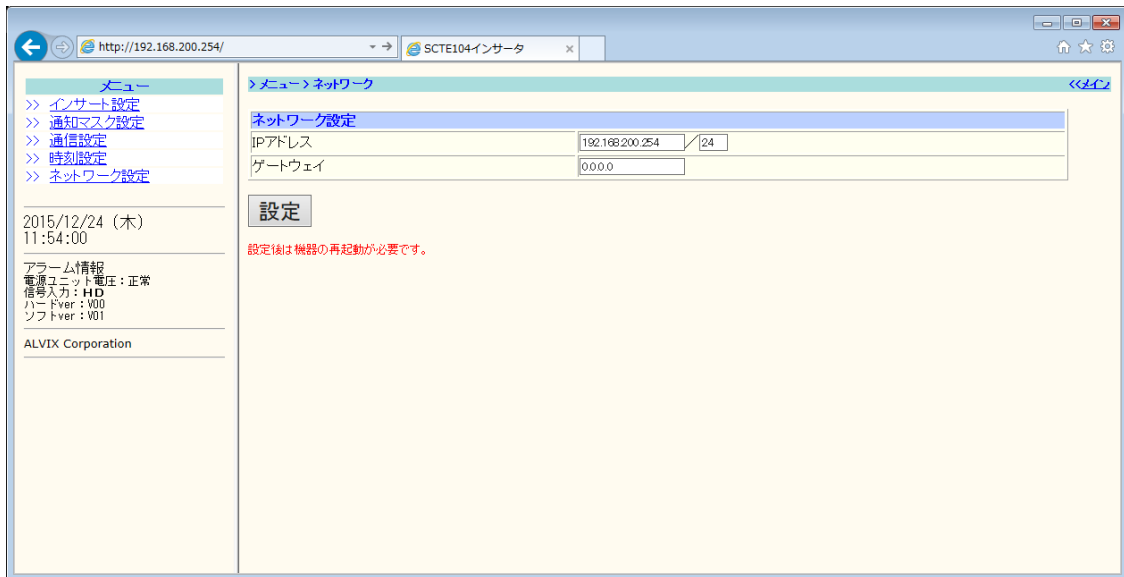 http://192.168.200.254/
SCTE104インサータ
メニュー
>> インサート設定
>> 通知マスク設定
>> 通信設定
>> 時刻設定
>> ネットワーク設定
2015/12/24 (木)
11:54:00
アラーム情報
電源ユニット電圧：正常
信号入力：HD
ハードver：V00
ソフトver：V01
ALVIX Corporation
> メニュー > ネットワーク <<メイン
ネットワーク設定
IPアドレス 192.168.200.254 / 24
ゲートウェイ 0.0.0.0
設定
設定後は機器の再起動が必要です。